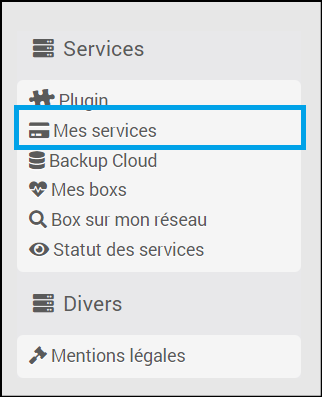 Services
Plugin
Mes services
Backup Cloud
Mes boxs
Box sur mon réseau
Statut des services
Divers
Mentions légales